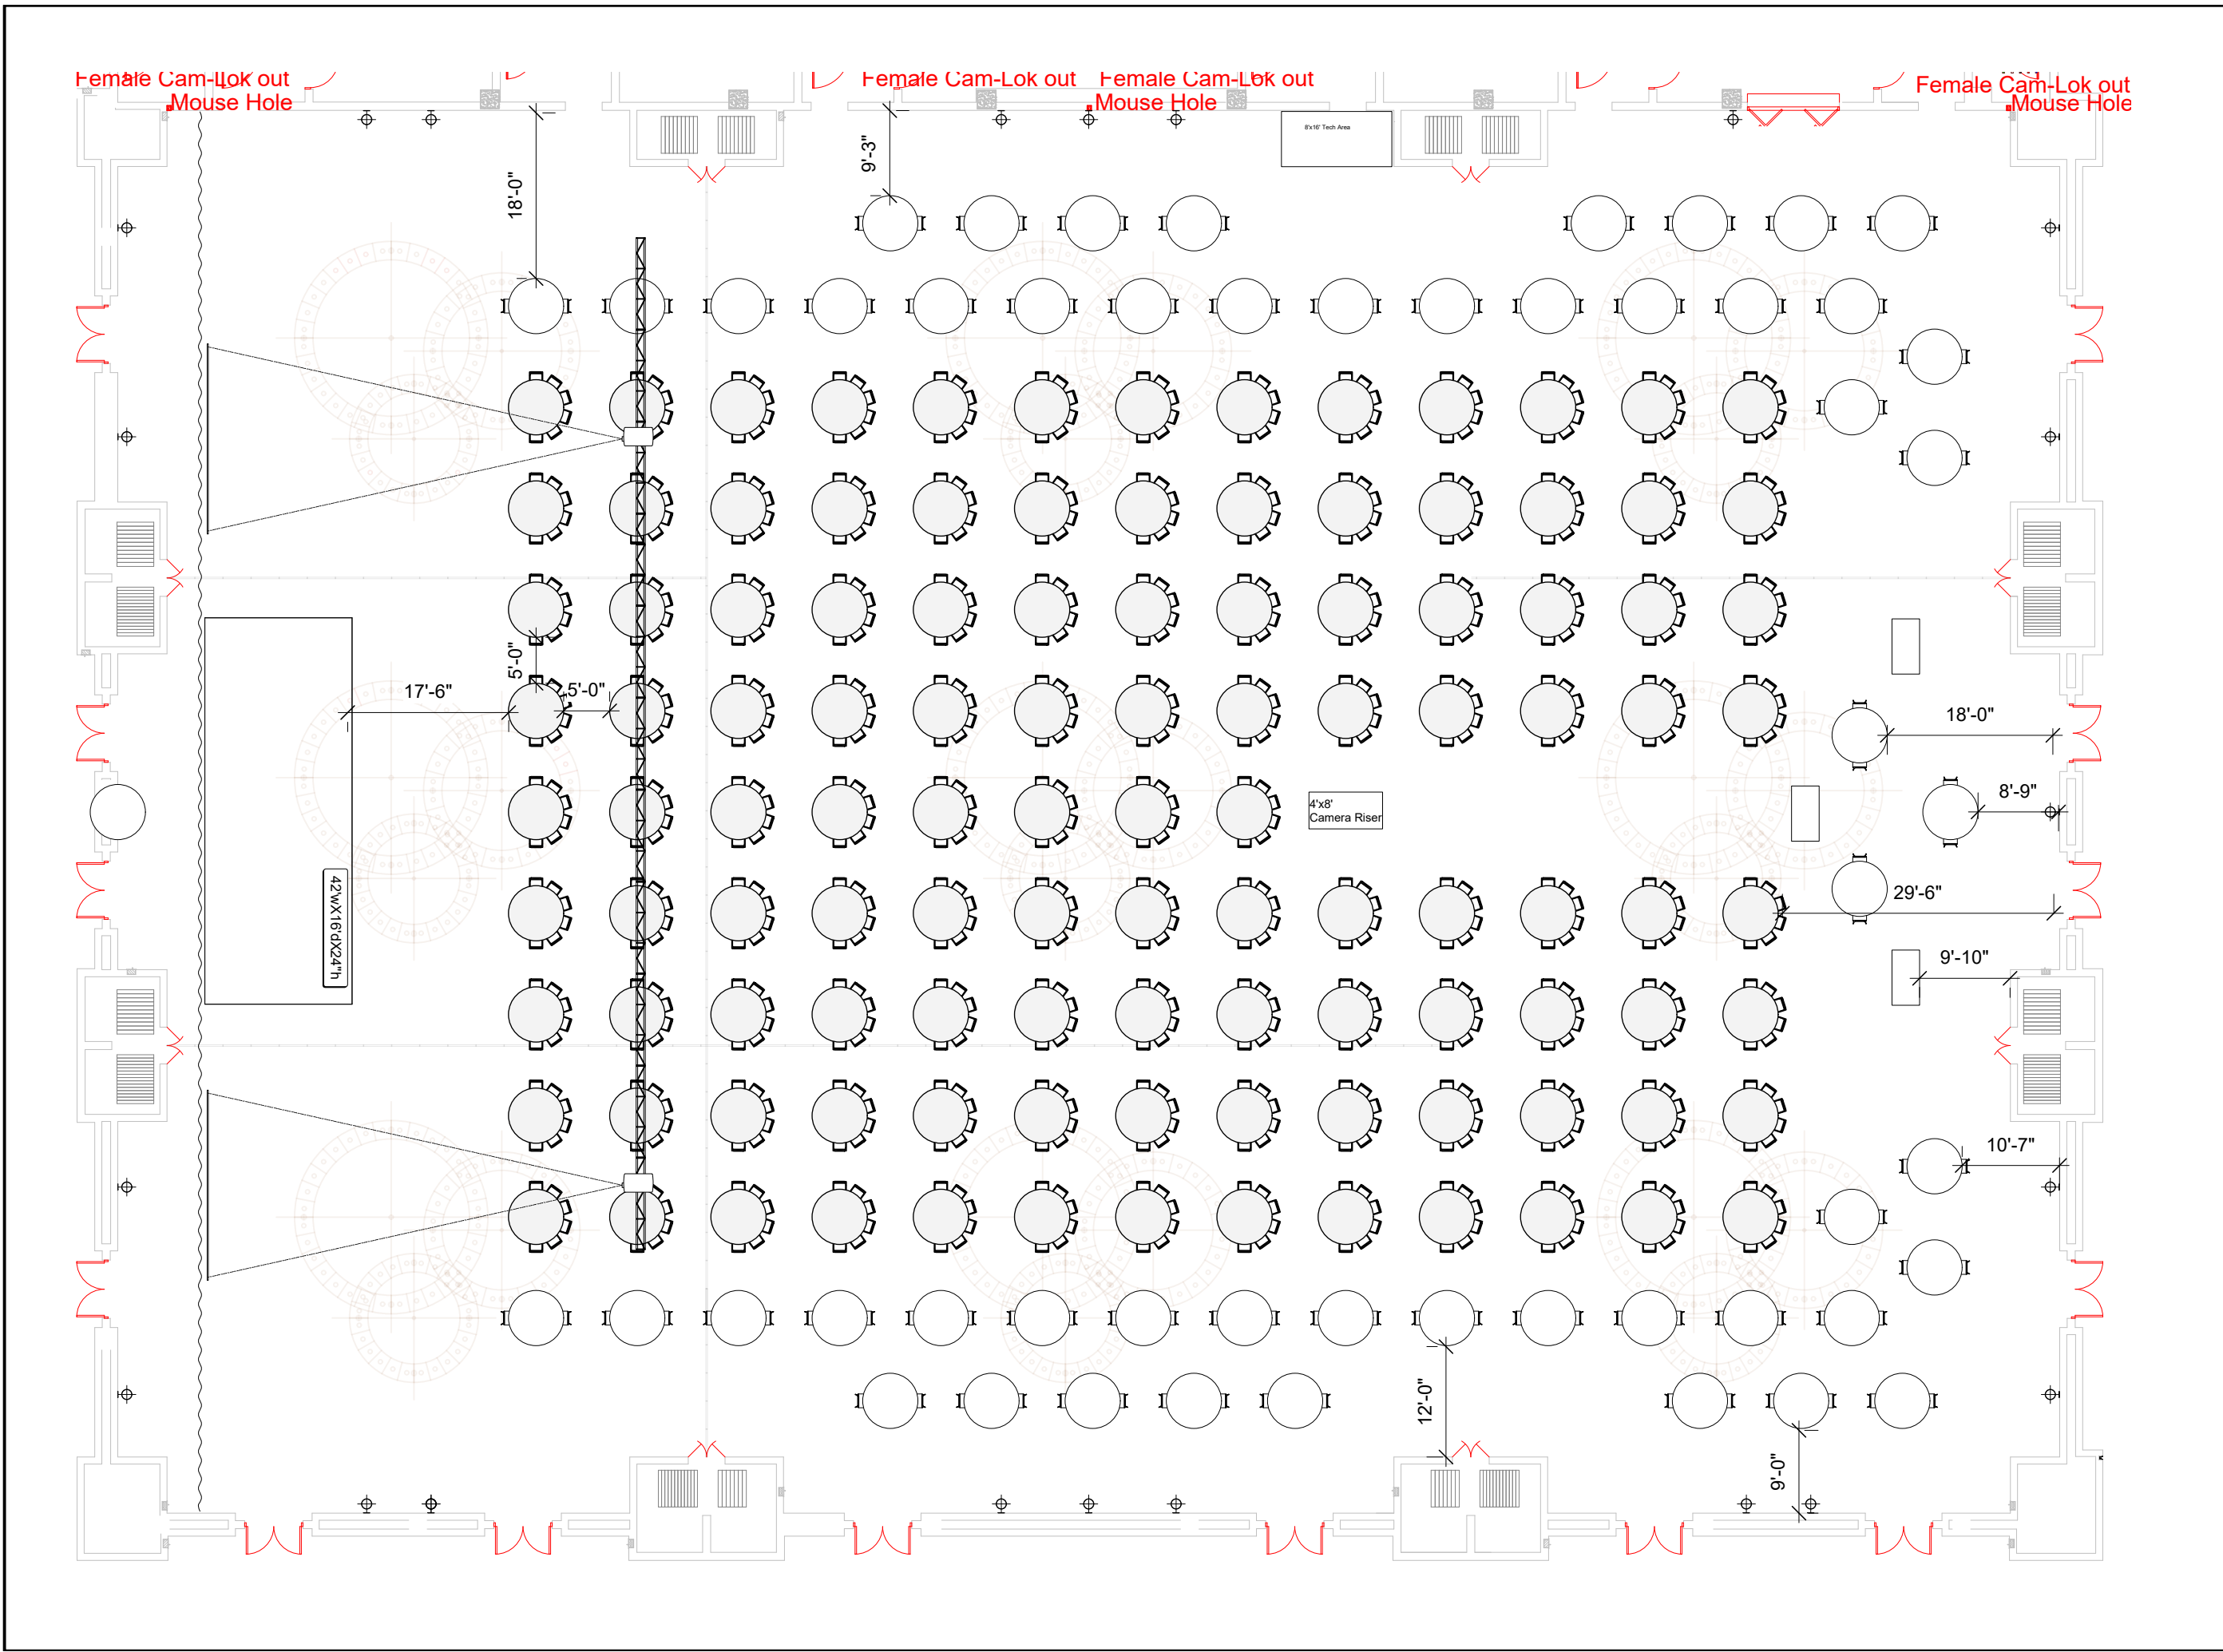 Female Cam-Lok out
Mouse Hole
Female Cam-Lok out
Female Cam-Lok out
Mouse Hole
Female Cam-Lok out
Mouse Hole
8'x16' Tech Area
9'-3"
18'-0"
5'-0"
17'-6"
5'-0"
18'-0"
8'-9"
4'x8'
Camera Riser
29'-6"
42'wX16'dX24"h
9'-10"
10'-7"
12'-0"
9'-0"